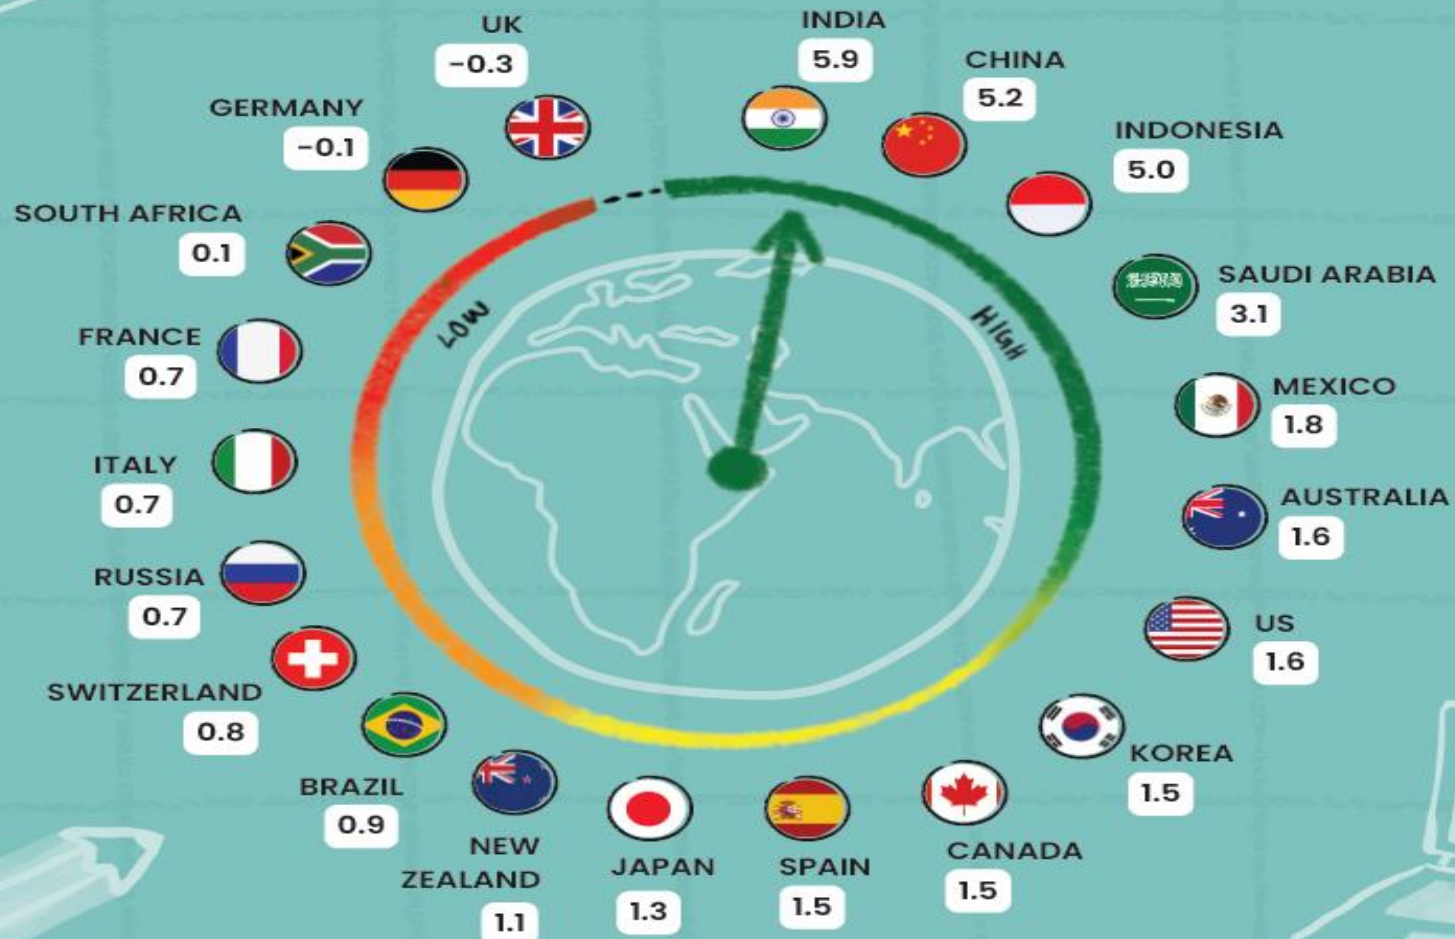 UK
-0.3
INDIA
5.9
CHINA
5.2
INDONESIA
5.0
SAUDI ARABIA
3.1
MEXICO
1.8
AUSTRALIA
1.6
US
1.6
KOREA
1.5
CANADA
1.5
SPAIN
1.5
JAPAN
1.3
NEW
ZEALAND
1.1
BRAZIL
0.9
SWITZERLAND
0.8
RUSSIA
0.7
ITALY
0.7
FRANCE
0.7
SOUTH AFRICA
0.1
GERMANY
-0.1
LOW
HIGH